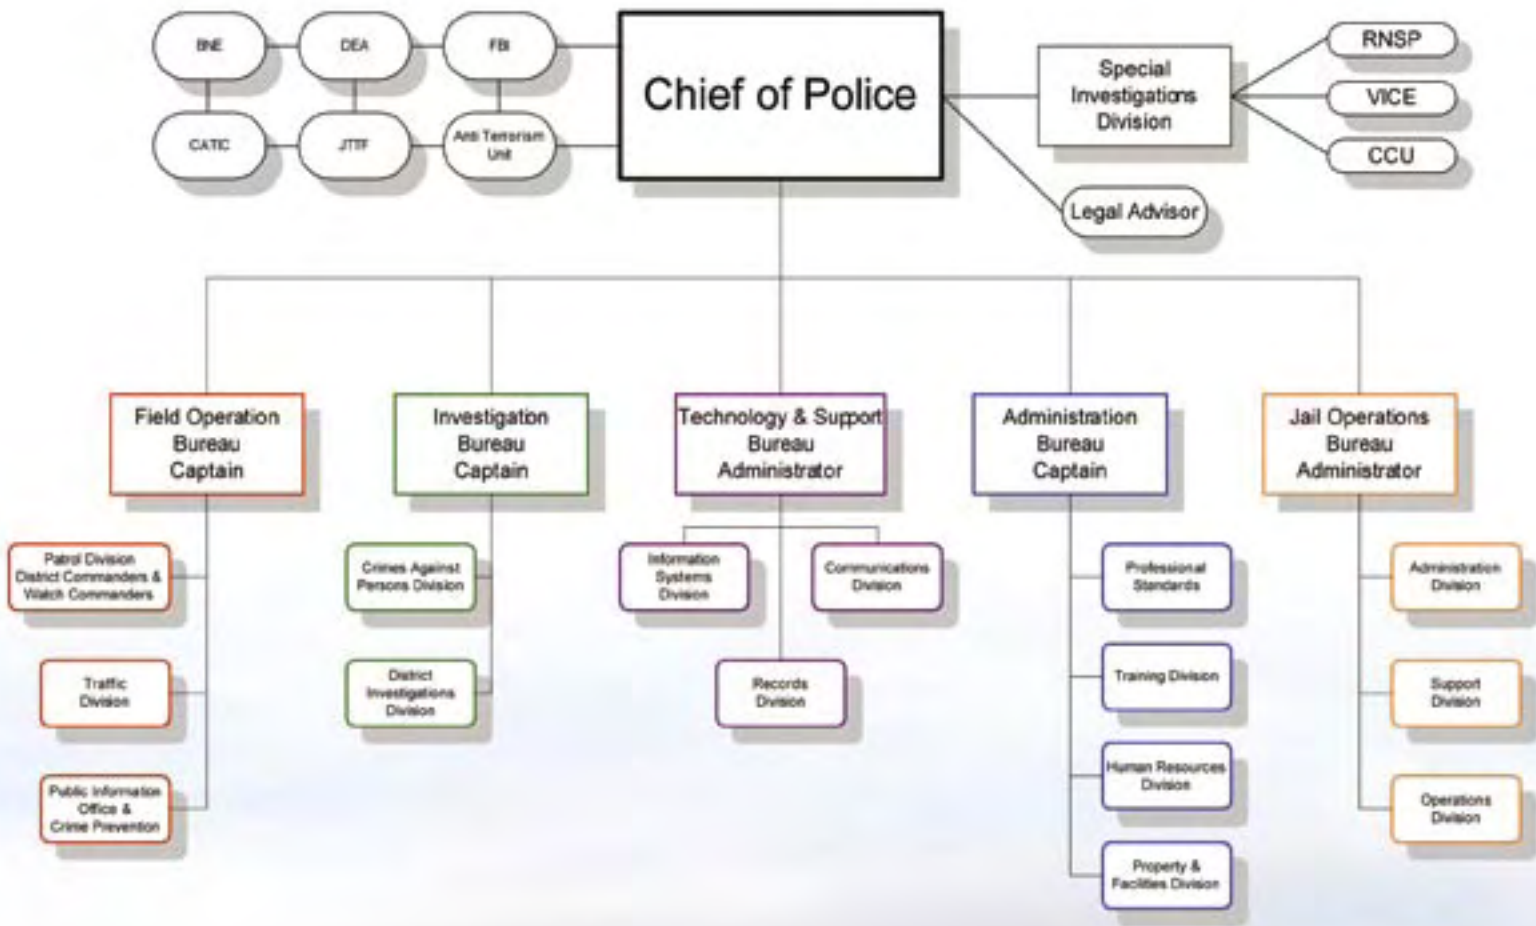 BNE
DEA
FBI
CATIC
JTTF
Anti Terrorism
Unit
Chief of Police
Special
Investigations
Division
RNSP
VICE
CCU
Legal Advisor
Field Operation
Bureau
Captain
Investigation
Bureau
Captain
Technology & Support
Bureau
Administrator
Administration
Bureau
Captain
Jail Operations
Bureau
Administrator
Patrol Division
District Commanders &
Watch Commanders
Traffic
Division
Public Information
Office &
Crime Prevention
Crimes Against
Persons Division
District
Investigations
Division
Information
Systems
Division
Communications
Division
Records
Division
Professional
Standards
Training Division
Human Resources
Division
Property &
Facilities Division
Administration
Division
Support
Division
Operations
Division